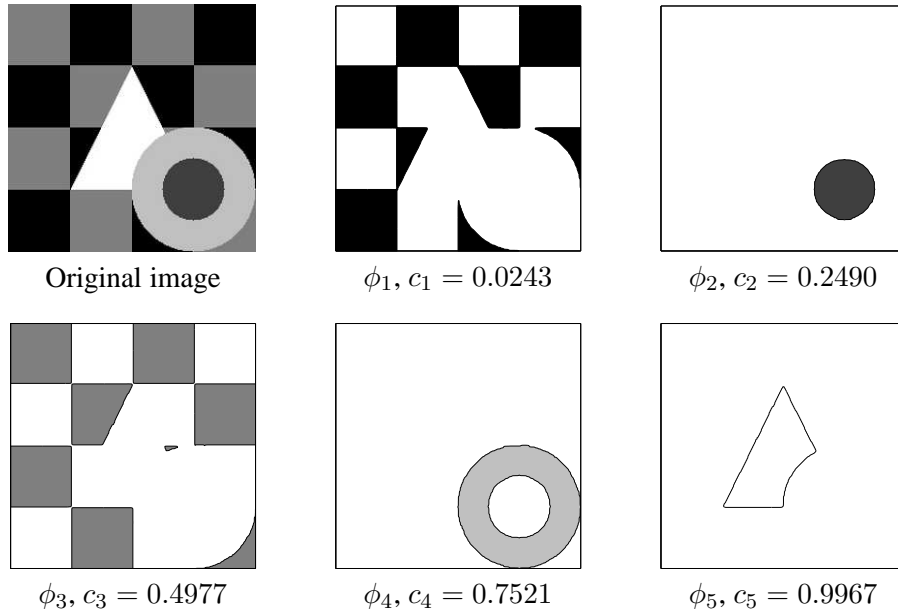 Original image
ϕ₁, c₁ = 0.0243
ϕ₂, c₂ = 0.2490
ϕ₃, c₃ = 0.4977
ϕ₄, c₄ = 0.7521
ϕ₅, c₅ = 0.9967